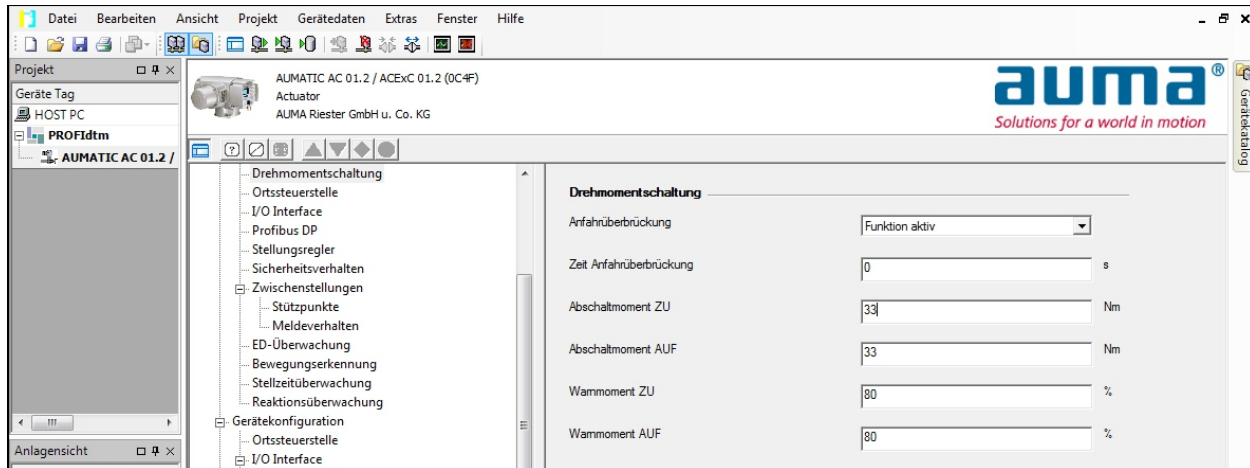 Datei Bearbeiten Ansicht Projekt Gerätedaten Extras Fenster Hilfe
Projekt
Geräte Tag
HOST PC
PROFIdtm
AUMATIC AC 01.2 /
Anlagensicht
AUMATIC AC 01.2 / ACExC 01.2 (0C4F)
Actuator
AUMA Riester GmbH u. Co. KG
auma®
Solutions for a world in motion
Gerätekatalog
Drehmomentschaltung
Ortssteuerstelle
I/O Interface
Profibus DP
Stellungsregler
Sicherheitsverhalten
Zwischenstellungen
Stützpunkte
Meldeverhalten
ED-Überwachung
Bewegungserkennung
Stellzeitüberwachung
Reaktionsüberwachung
Gerätekonfiguration
Ortssteuerstelle
I/O Interface
Drehmomentschaltung
Anfahrüberbrückung Funktion aktiv
Zeit Anfahrüberbrückung 0 s
Abschaltmoment ZU 33 Nm
Abschaltmoment AUF 33 Nm
Warnmoment ZU 80 %
Warnmoment AUF 80 %